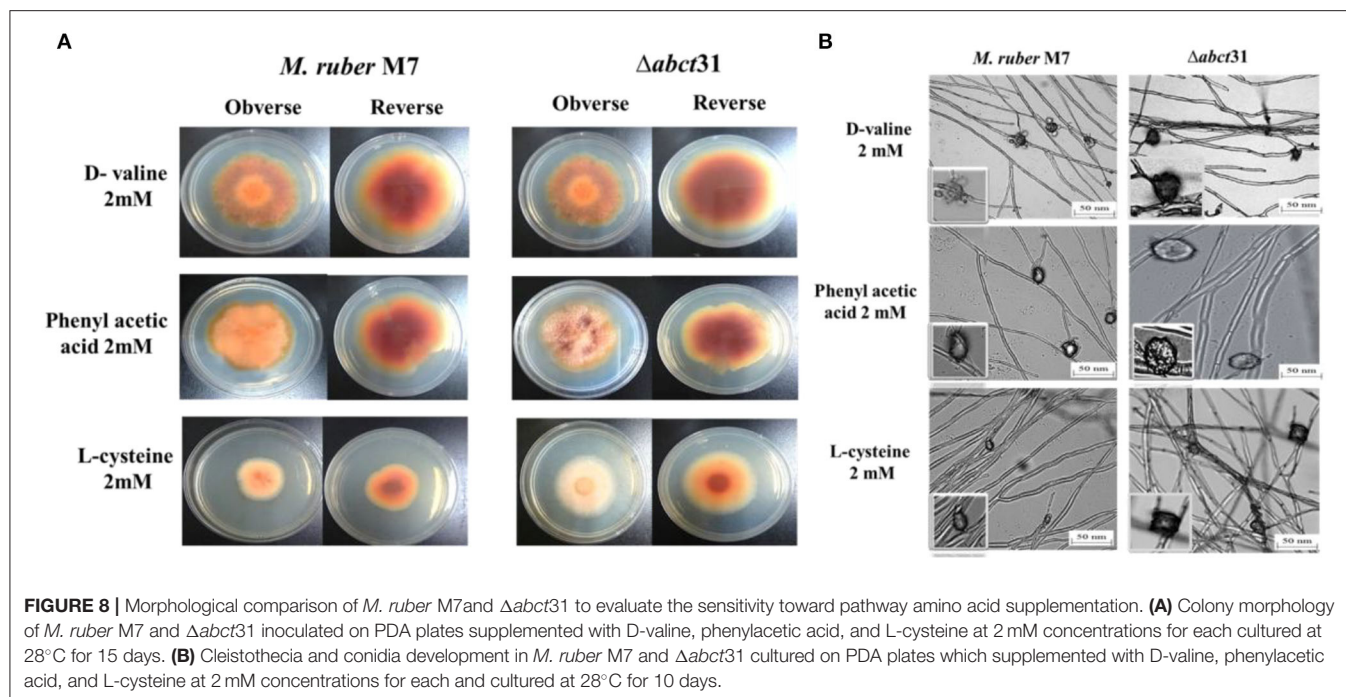 A
M. ruber M7
Δabct31
Obverse
Reverse
Obverse
Reverse
D- valine
2mM
Phenyl acetic
acid 2mM
L-cysteine
2mM
B
M. ruber M7
Δabct31
D-valine
2 mM
50 nm
50 nm
Phenyl acetic
acid 2 mM
50 nm
50 nm
L-cysteine
2 mM
50 nm
50 nm
FIGURE 8 | Morphological comparison of M. ruber M7and Δabct31 to evaluate the sensitivity toward pathway amino acid supplementation. (A) Colony morphology
of M. ruber M7 and Δabct31 inoculated on PDA plates supplemented with D-valine, phenylacetic acid, and L-cysteine at 2 mM concentrations for each cultured at
28°C for 15 days. (B) Cleistothecia and conidia development in M. ruber M7 and Δabct31 cultured on PDA plates which supplemented with D-valine, phenylacetic
acid, and L-cysteine at 2 mM concentrations for each and cultured at 28°C for 10 days.